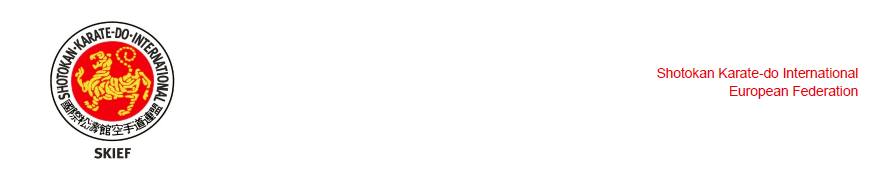 SHOTOKAN·KARATE-DO·INTERNATIONAL
國際松濤館空手道連盟
SKIEF
Shotokan Karate-do International
European Federation